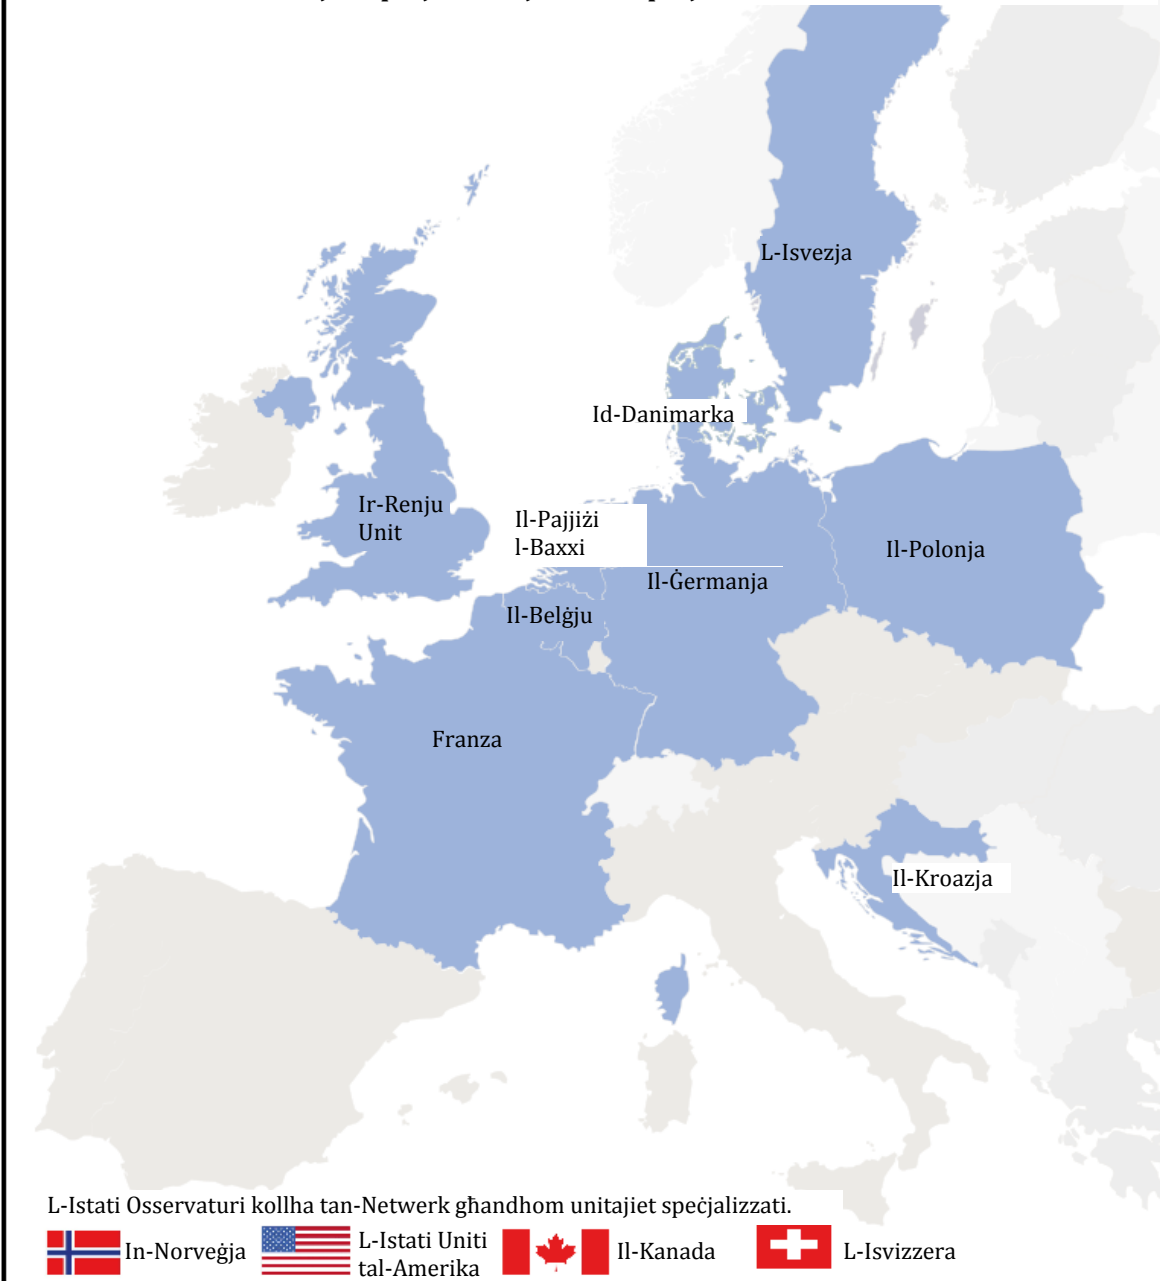 L-Isvezja
Id-Danimarka
Ir-Renju
Unit
Il-Pajjiżi
l-Baxxi
Il-Polonja
Il-Ġermanja
Il-Belġju
Franza
Il-Kroazja
L-Istati Osservaturi kollha tan-Netwerk għandhom unitajiet speċjalizzati.
In-Norveġja
L-Istati Uniti
tal-Amerika
Il-Kanada
L-Isvizzera